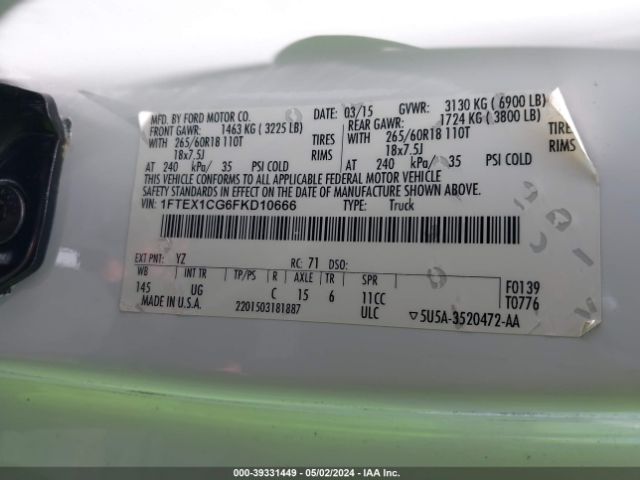 MFD. BY FORD MOTOR CO. DATE: 03/15 GVWR: 3130 KG ( 6900 LB)
FRONT GAWR: 1463 KG ( 3225 LB) REAR GAWR: 1724 KG ( 3800 LB)
WITH 265/60R18 110T TIRES WITH 265/60R18 110T TIRES
18x7.5J RIMS 18x7.5J RIMS
AT 240 kPa/ 35 PSI COLD AT 240 kPa/ 35 PSI COLD
THIS VEHICLE CONFORMS TO ALL APPLICABLE FEDERAL MOTOR VEHICLE
SAFETY STANDARDS IN EFFECT ON THE DATE OF MANUFACTURE SHOWN ABOVE.
VIN: 1FTEX1CG6FKD10666 TYPE: Truck
EXT PNT: YZ RC: 71 DSO:
WB INT TR TP/PS R AXLE TR SPR F0139
145 UG C 15 6 11CC T0776
MADE IN U.S.A. 2201503181887 ULC ▽5U5A-3520472-AA
000-39331449 - 05/02/2024 - IAA Inc.